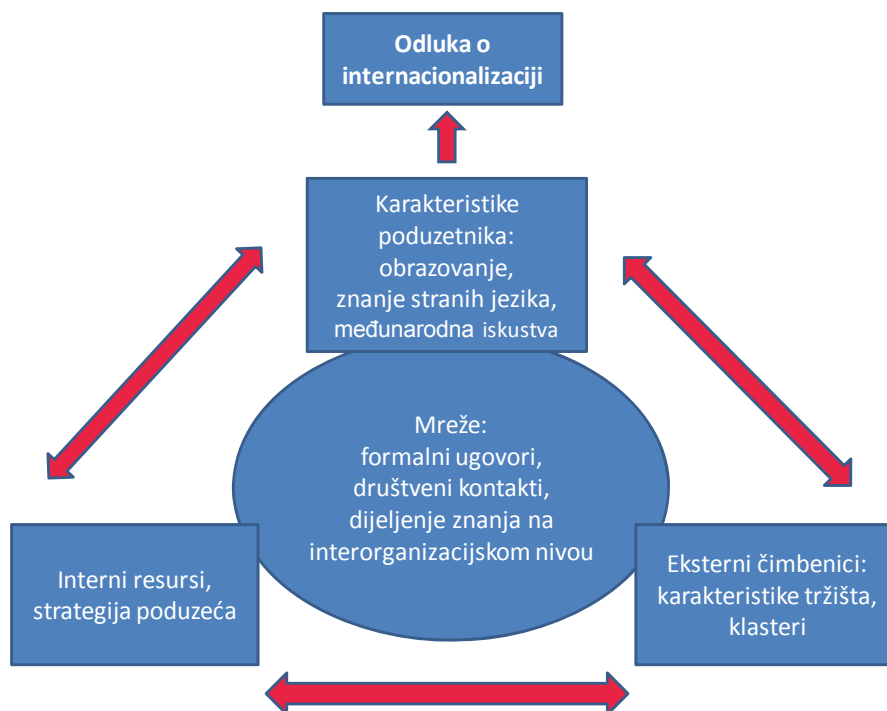 Odluka o
internacionalizaciji
Karakteristike
poduzetnika:
obrazovanje,
znanje stranih jezika,
međunarodna iskustva
Mreže:
formalni ugovori,
društveni kontakti,
dijeljenje znanja na
interorganizacijskom nivou
Interni resursi,
strategija poduzeća
Eksterni čimbenici:
karakteristike tržišta,
klasteri